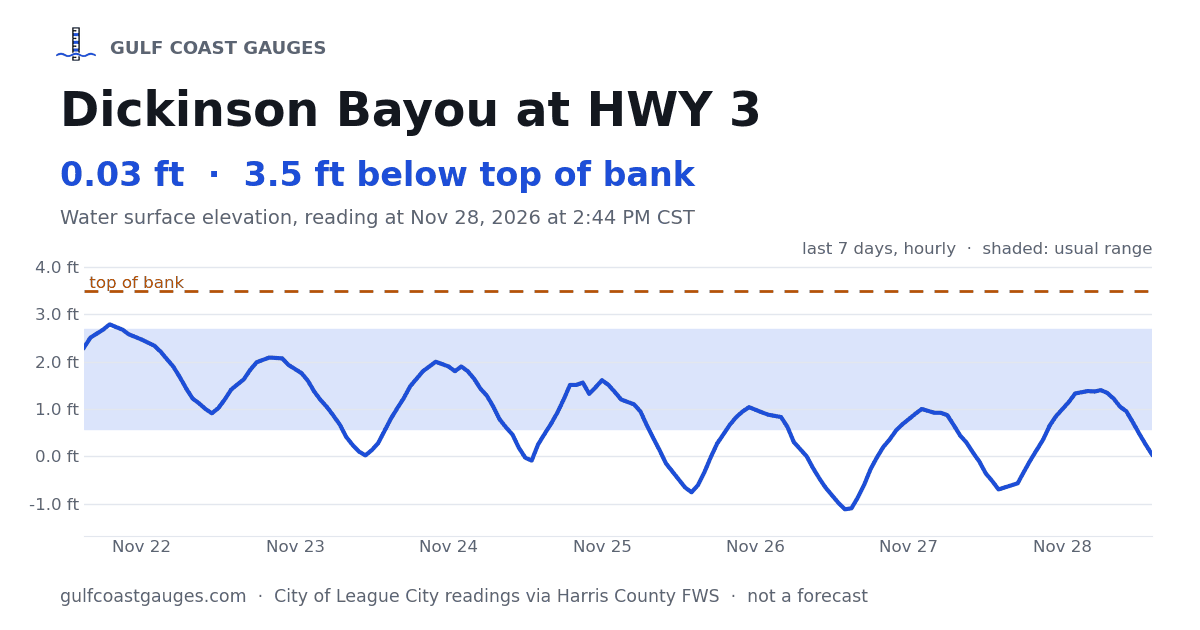 GULF COAST GAUGES
Dickinson Bayou at HWY 3
0.03 ft · 3.5 ft below top of bank
Water surface elevation, reading at Nov 28, 2026 at 2:44 PM CST
last 7 days, hourly · shaded: usual range
4.0 ft
top of bank
3.0 ft
2.0 ft
1.0 ft
0.0 ft
-1.0 ft
Nov 22 Nov 23 Nov 24 Nov 25 Nov 26 Nov 27 Nov 28
gulfcoastgauges.com · City of League City readings via Harris County FWS · not a forecast